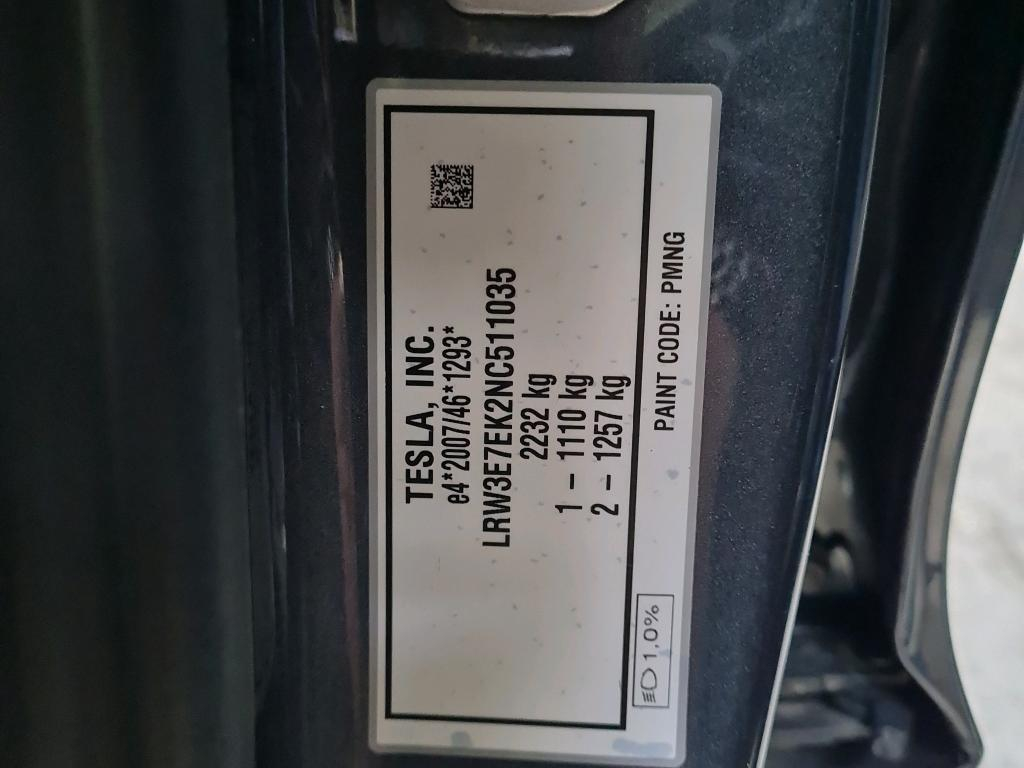 TESLA, INC.
e4*2007/46*1293*
LRW3E7EK2NC511035
2232 kg
1 – 1110 kg
2 – 1257 kg
1,0%
PAINT CODE: PMNG